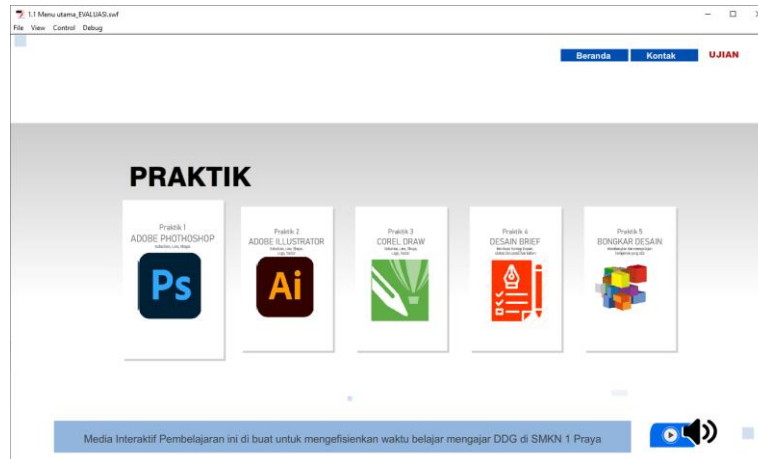 1.1 Menu utama_EVALUASI.swf
File View Control Debug
Beranda Kontak UJIAN
PRAKTIK
Praktik 1
ADOBE PHOTHOSHOP
Ps
Praktik 2
ADOBE ILLUSTRATOR
Ai
Praktik 3
COREL DRAW
Praktik 4
DESAIN BRIEF
Praktik 5
BONGKAR DESAIN
Media Interaktif Pembelajaran ini di buat untuk mengefisienkan waktu belajar mengajar DDG di SMKN 1 Praya